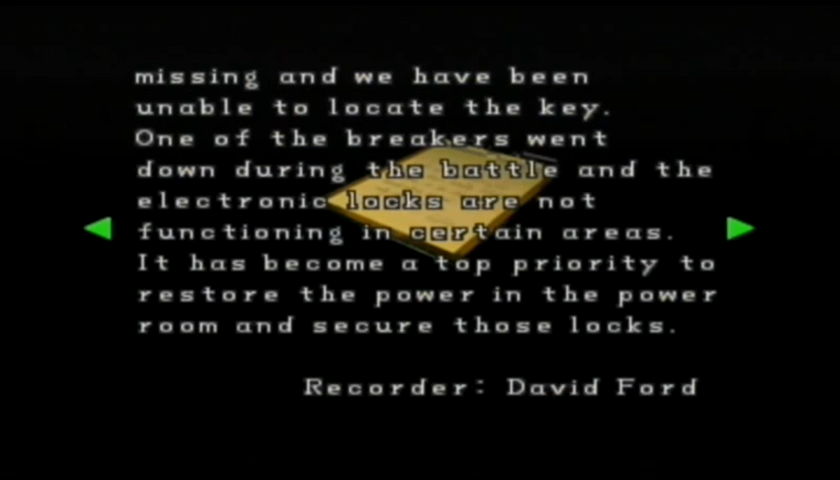 missing and we have been
unable to locate the key.
One of the breakers went
down during the battle and the
electronic locks are not
functioning in certain areas.
It has become a top priority to
restore the power in the power
room and secure those locks.
Recorder: David Ford